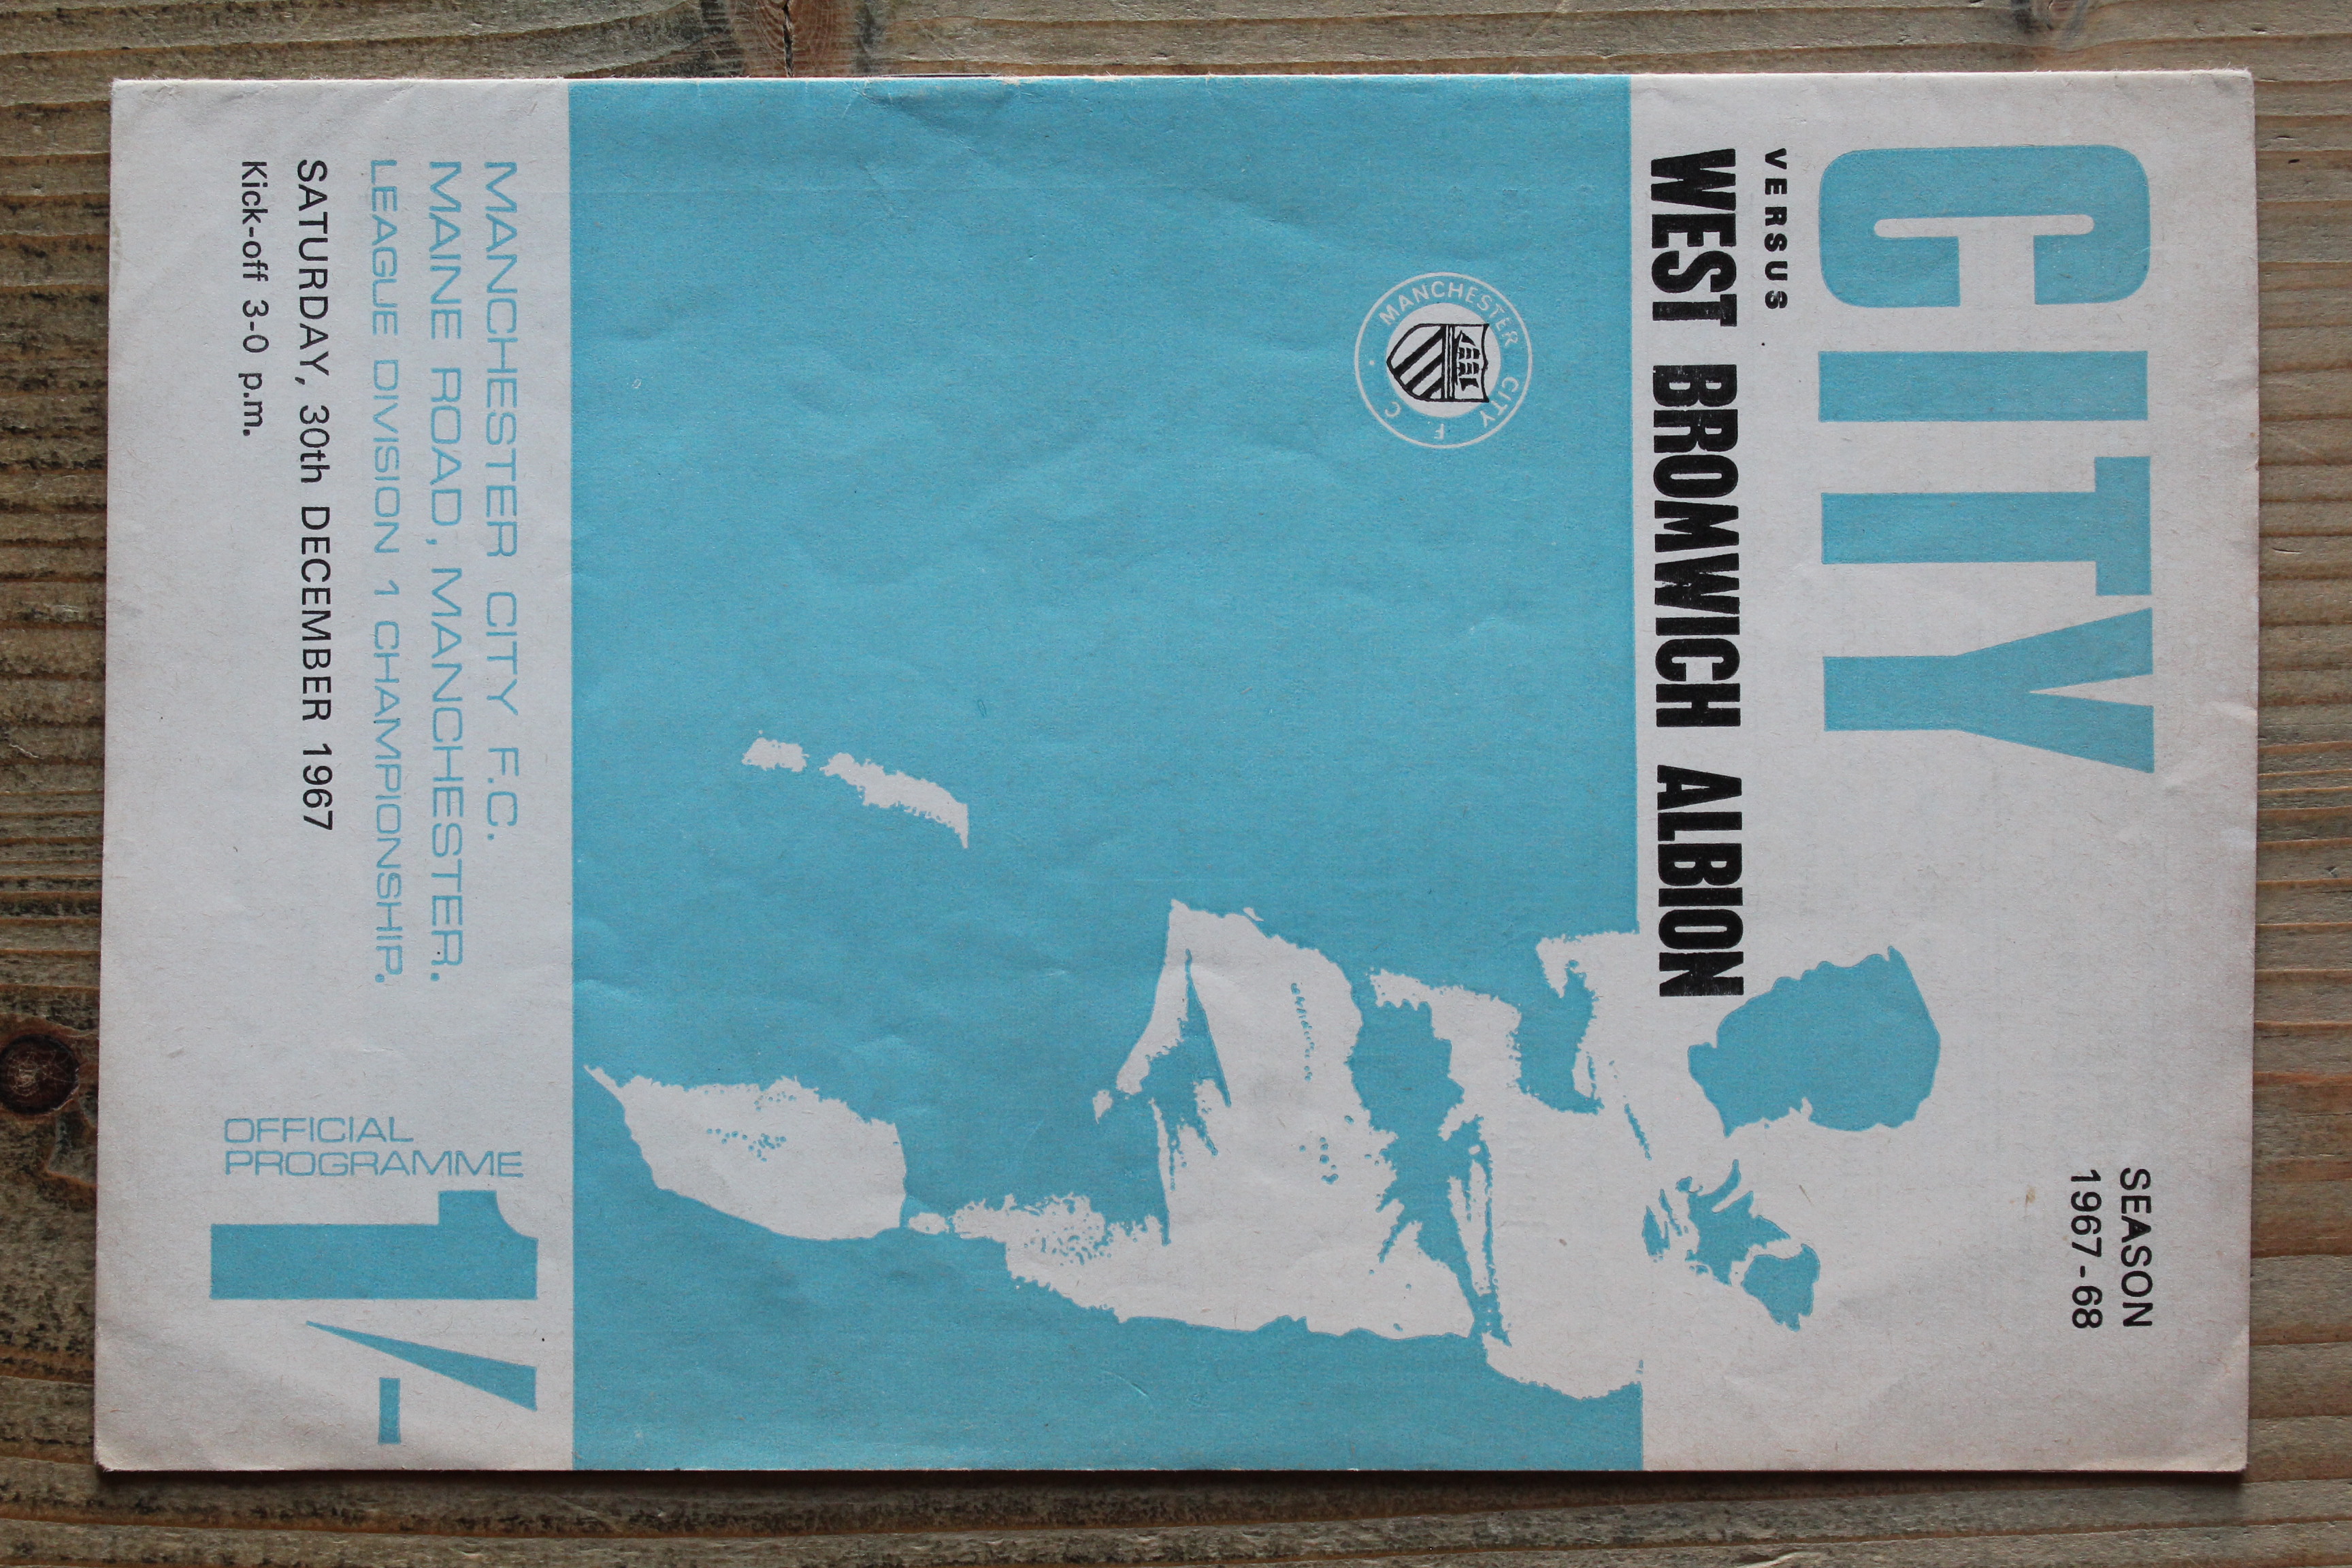 CITY
SEASON
1967-68
VERSUS
WEST BROMWICH ALBION
MANCHESTER CITY F. C.
MANCHESTER CITY F.C.
MAINE ROAD, MANCHESTER.
LEAGUE DIVISION 1 CHAMPIONSHIP.
SATURDAY, 30th DECEMBER 1967
Kick-off 3-0 p.m.
OFFICIAL
PROGRAMME
1/-